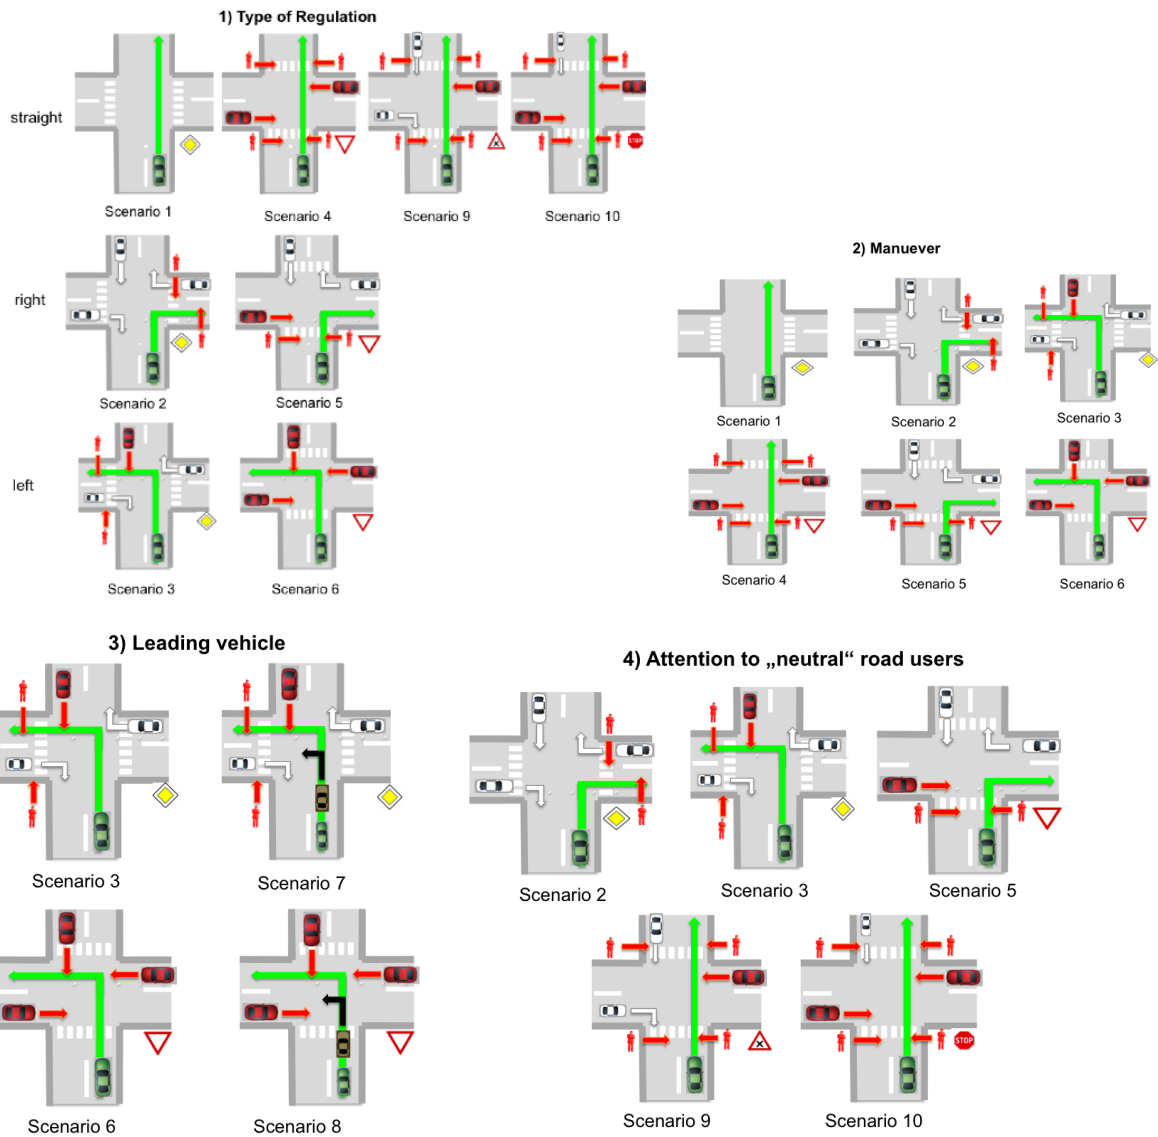 1) Type of Regulation
straight
STOP
Scenario 1
Scenario 4
Scenario 9
Scenario 10
right
Scenario 2
Scenario 5
left
Scenario 3
Scenario 6
2) Manuever
Scenario 1
Scenario 2
Scenario 3
Scenario 4
Scenario 5
Scenario 6
3) Leading vehicle
Scenario 3
Scenario 7
Scenario 6
Scenario 8
4) Attention to „neutral“ road users
Scenario 2
Scenario 3
Scenario 5
STOP
Scenario 9
Scenario 10